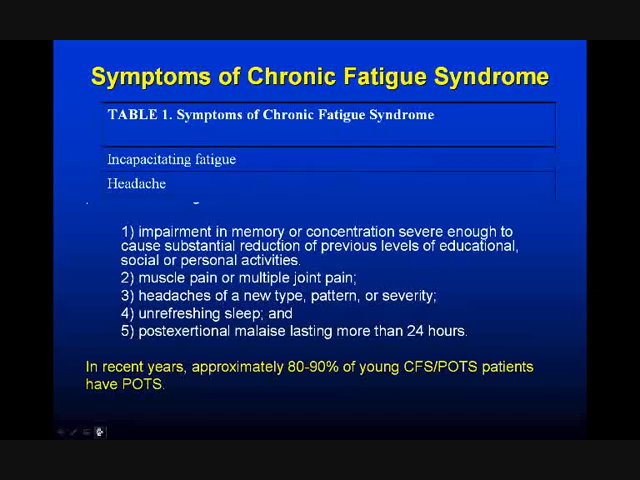 Symptoms of Chronic Fatigue Syndrome
TABLE 1. Symptoms of Chronic Fatigue Syndrome
Incapacitating fatigue
Headache
1) impairment in memory or concentration severe enough to
cause substantial reduction of previous levels of educational,
social or personal activities.
2) muscle pain or multiple joint pain;
3) headaches of a new type, pattern, or severity;
4) unrefreshing sleep; and
5) postexertional malaise lasting more than 24 hours.
In recent years, approximately 80-90% of young CFS/POTS patients
have POTS.